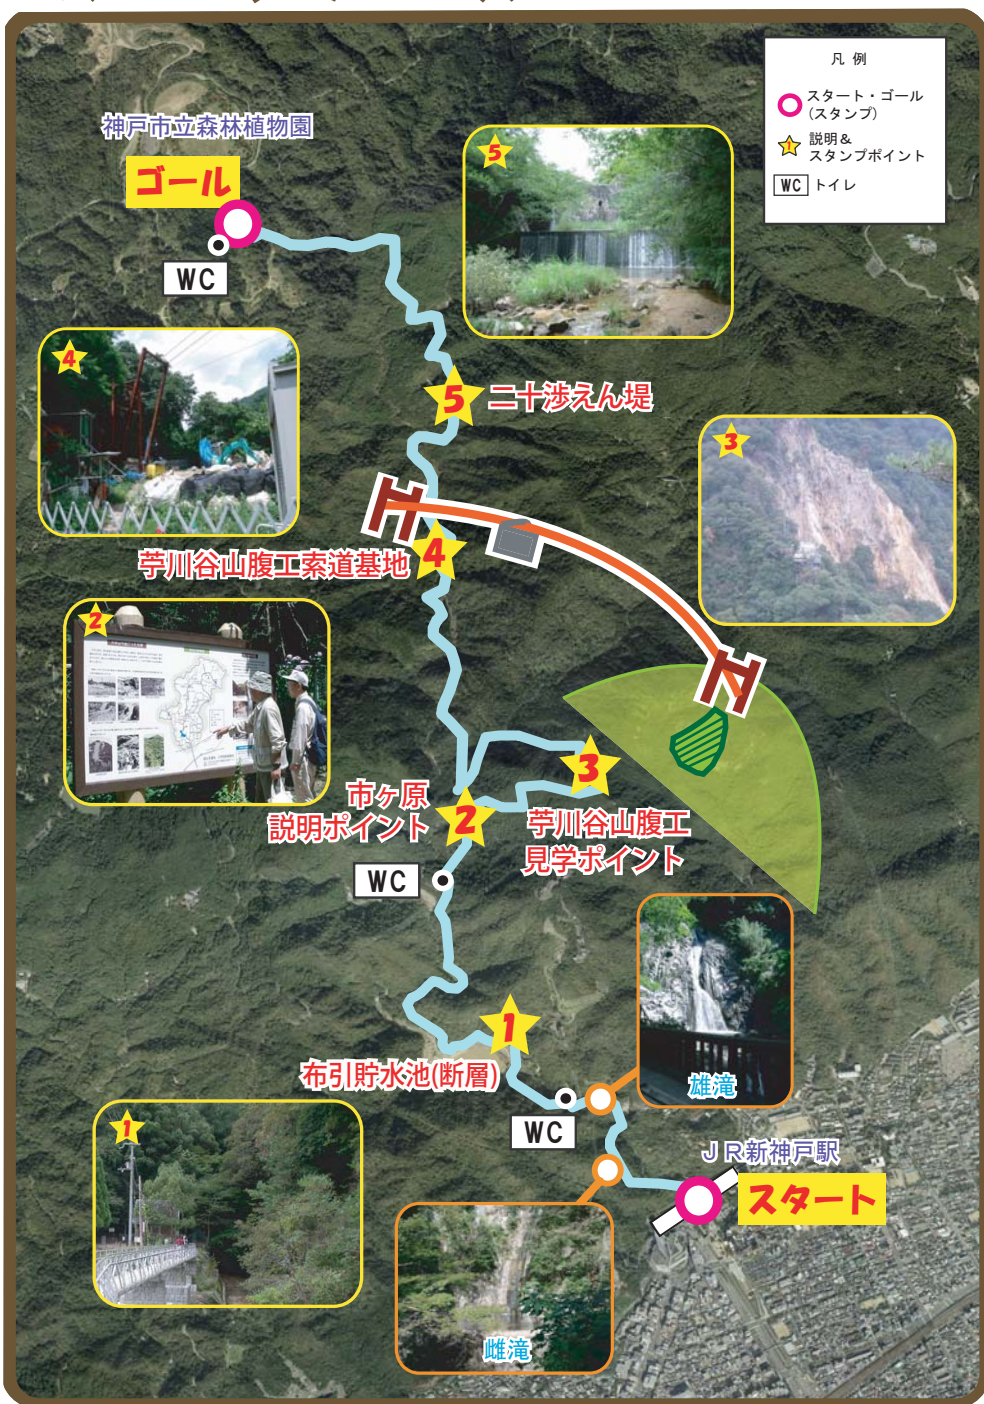 凡 例
スタート・ゴール
(スタンプ)
1
説明＆
スタンプポイント
WC トイレ
神戸市立森林植物園
ゴール
WC
5
4
5
二十渉えん堤
3
4
苧川谷山腹工索道基地
2
3
市ヶ原
説明ポイント
2
苧川谷山腹工
見学ポイント
WC
1
布引貯水池(断層)
雄滝
WC
1
ＪＲ新神戸駅
スタート
雌滝